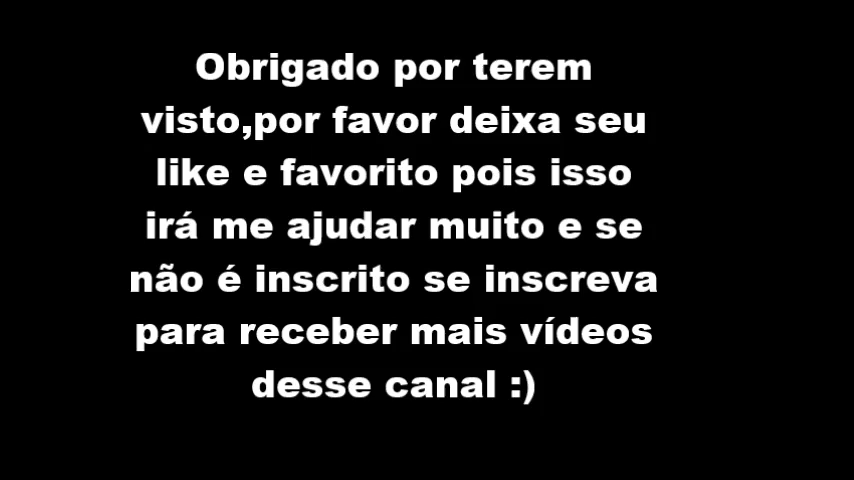 Obrigado por terem
visto,por favor deixa seu
like e favorito pois isso
irá me ajudar muito e se
não é inscrito se inscreva
para receber mais vídeos
desse canal :)